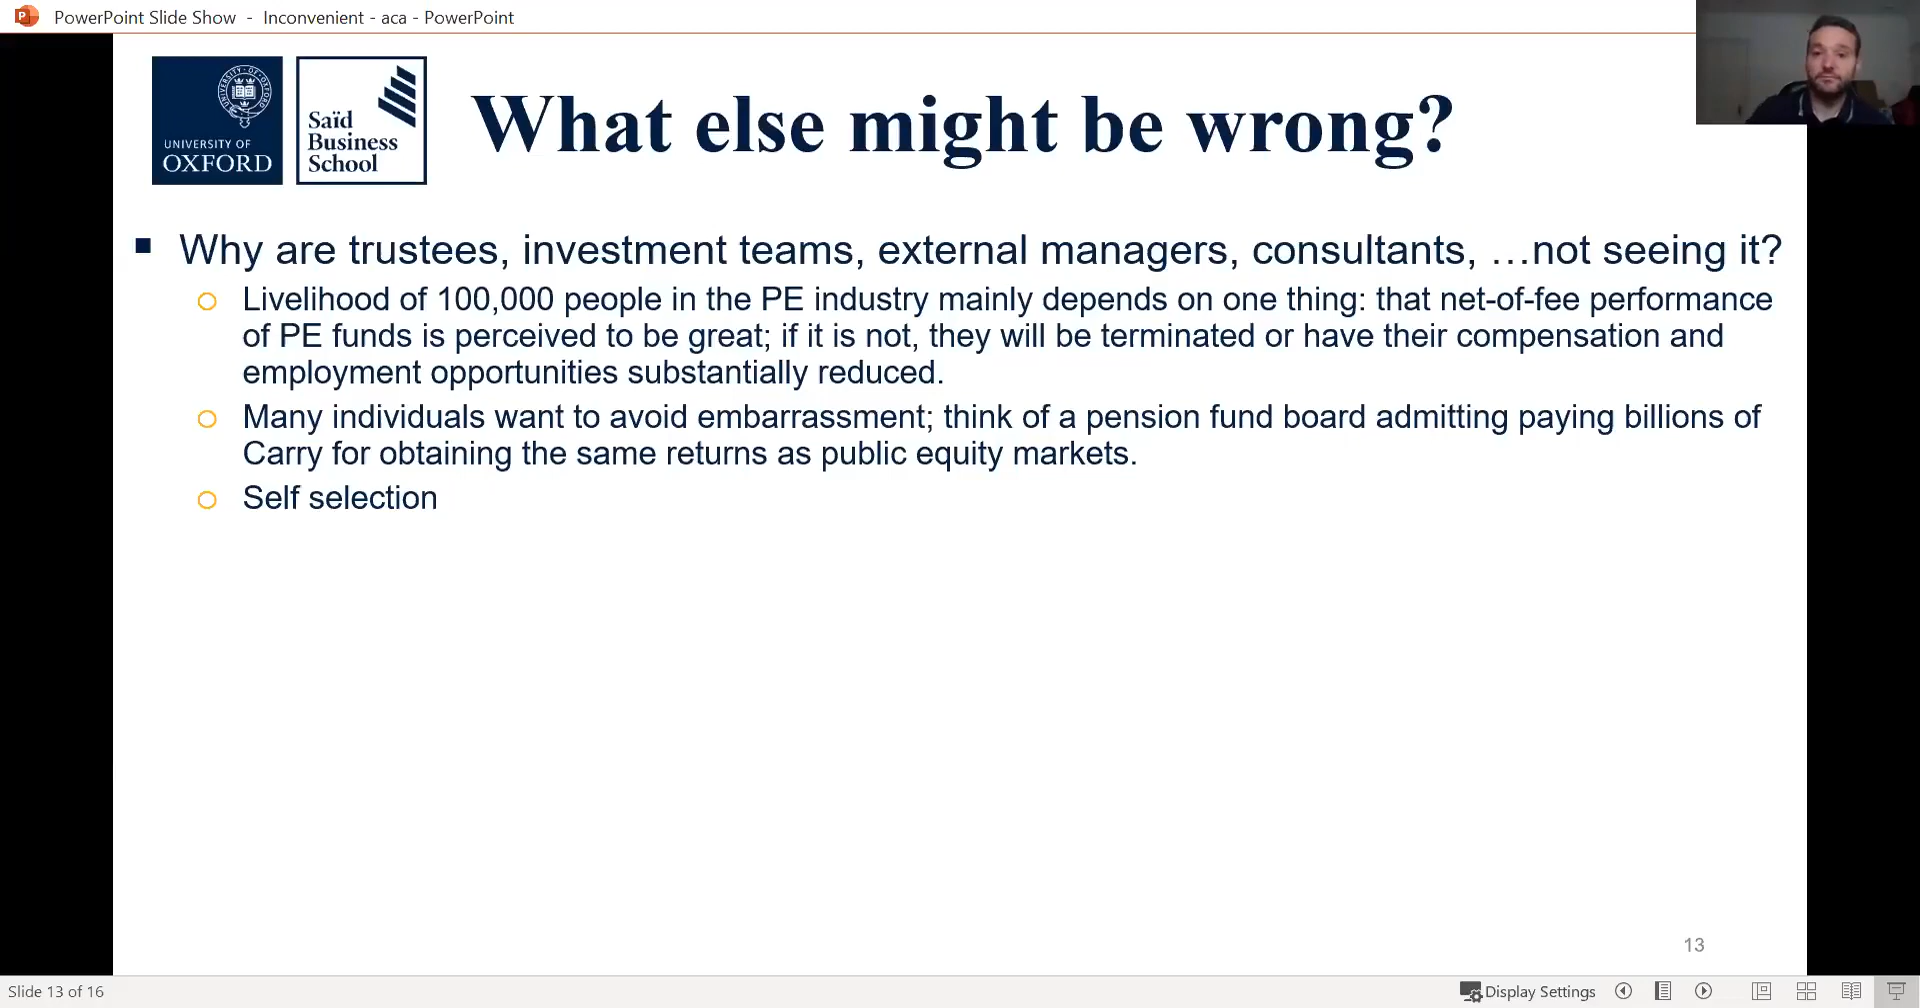 PowerPoint Slide Show - Inconvenient - aca - PowerPoint
UNIVERSITY OF
OXFORD
Saïd
Business
School
What else might be wrong?
Why are trustees, investment teams, external managers, consultants, …not seeing it?
Livelihood of 100,000 people in the PE industry mainly depends on one thing: that net-of-fee performance
of PE funds is perceived to be great; if it is not, they will be terminated or have their compensation and
employment opportunities substantially reduced.
Many individuals want to avoid embarrassment; think of a pension fund board admitting paying billions of
Carry for obtaining the same returns as public equity markets.
Self selection
13
Slide 13 of 16
Display Settings